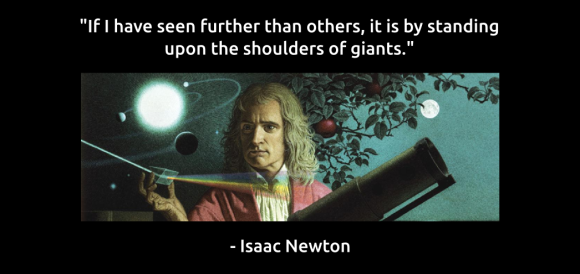 "If I have seen further than others, it is by standing
upon the shoulders of giants."
- Isaac Newton